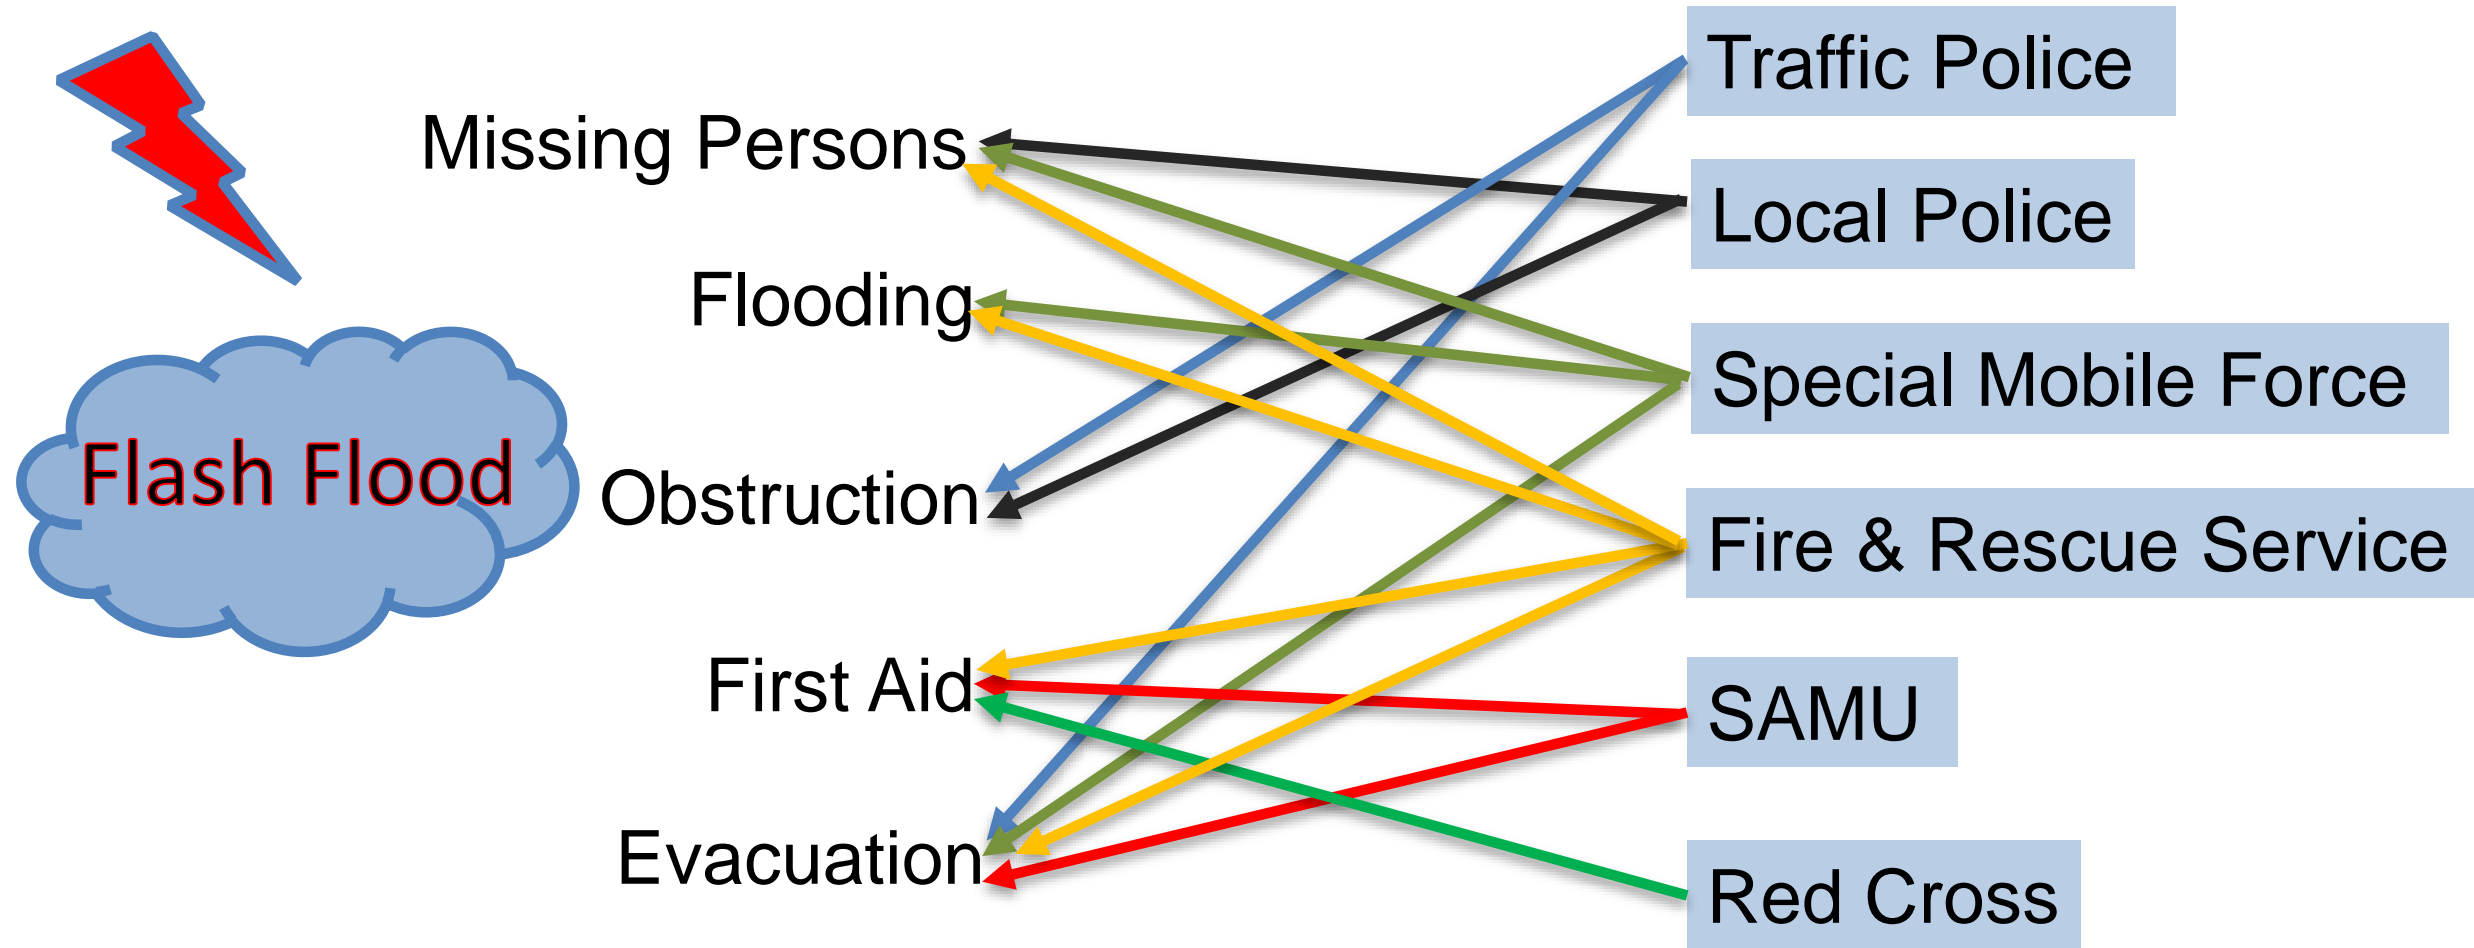 Flash Flood
Missing Persons
Flooding
Obstruction
First Aid
Evacuation
Traffic Police
Local Police
Special Mobile Force
Fire & Rescue Service
SAMU
Red Cross